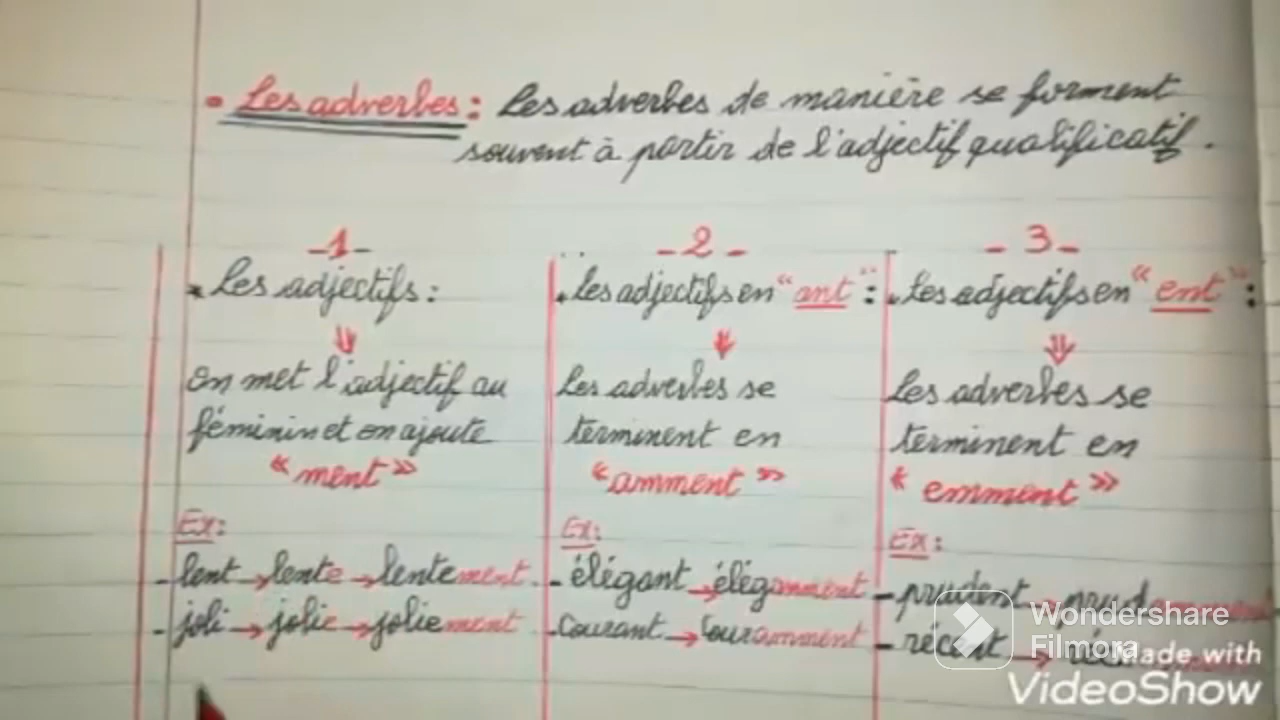 • Les adverbes : Les adverbes de manière se forment
souvent à partir de l'adjectif qualificatif.
-1-
* Les adjectifs :
on met l'adjectif au
féminin et on ajoute
« ment »
Ex:
- lent → lente → lentement
- joli → jolie → joliement
- 2 -
. Les adjectifs en "ant" :
Les adverbes se
terminent en
« amment »
Ex:
- élégant → élégamment
- courant → couramment
- 3 -
. Les adjectifs en "ent" :
Les adverbes se
terminent en
« emment »
Ex:
- prudent →
- récent →
Wondershare
Filmora
Made with
VideoShow